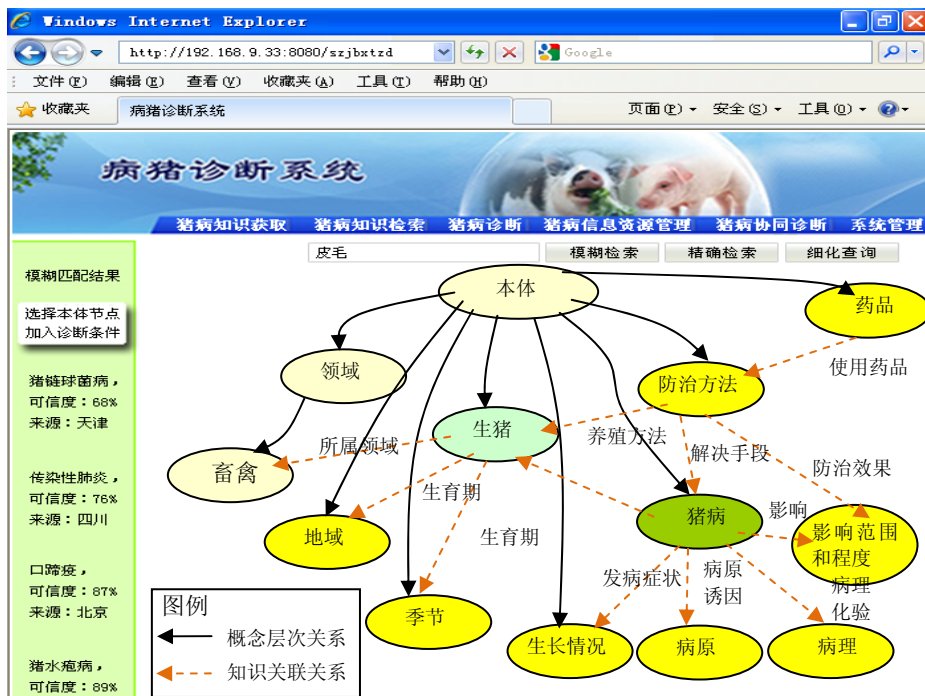 Windows Internet Explorer
http://192.168.9.33:8080/szjbxtzd
Google
文件(F) 编辑(E) 查看(V) 收藏夹(A) 工具(T) 帮助(H)
收藏夹 病猪诊断系统 页面(P) 安全(S) 工具(O)
病猪诊断系统
猪病知识获取 猪病知识检索 猪病诊断 猪病信息资源管理 猪病协同诊断 系统管理
皮毛 模糊检索 精确检索 细化查询
模糊匹配结果
选择本体节点
加入诊断条件
猪链球菌病，
可信度：68%
来源：天津
传染性肺炎，
可信度：76%
来源：四川
口蹄疫，
可信度：87%
来源：北京
猪水疱病，
可信度：89%
本体
药品
领域
防治方法
使用药品
生猪
养殖方法
所属领域
解决手段
畜禽
防治效果
生育期
猪病
影响
地域
生育期
影响范围
和程度
发病症状
病原
诱因
病理
化验
季节
生长情况
病原
病理
图例
概念层次关系
知识关联关系